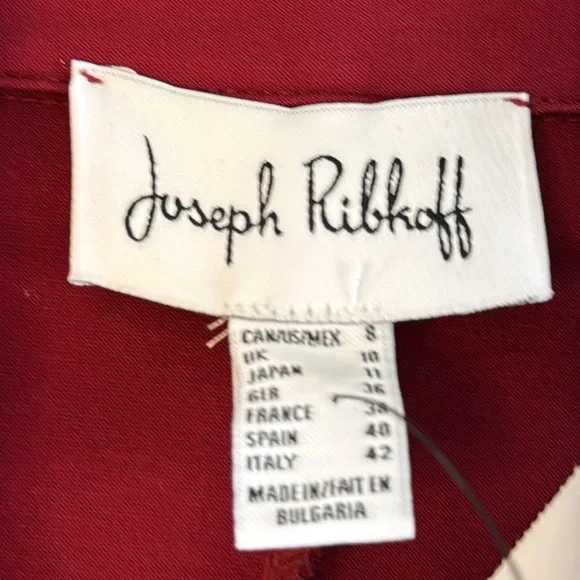 Joseph Ribkoff
CAN/US/MEX 8
UK 10
JAPAN 11
GER 36
FRANCE 38
SPAIN 40
ITALY 42
MADE IN/FAIT EN
BULGARIA